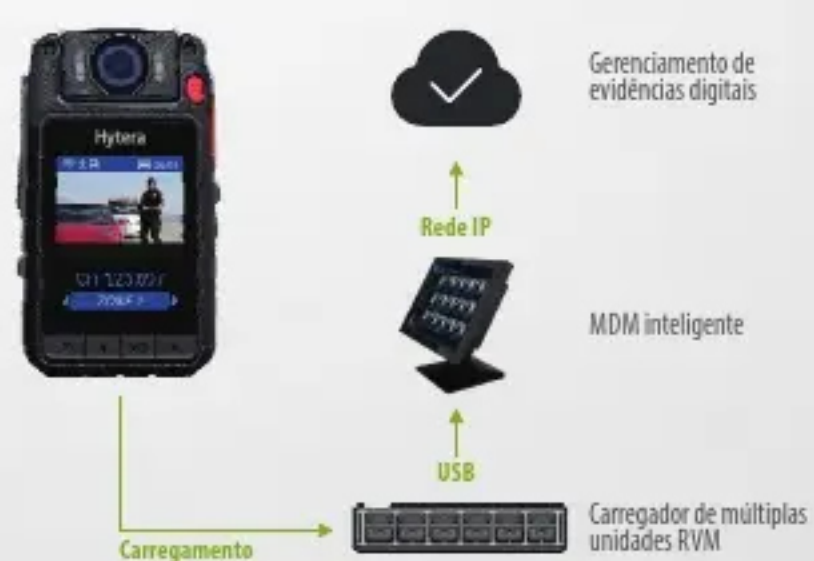 Hytera
Gerenciamento de
evidências digitais
Rede IP
MDM inteligente
USB
Carregador de múltiplas
unidades RVM
Carregamento